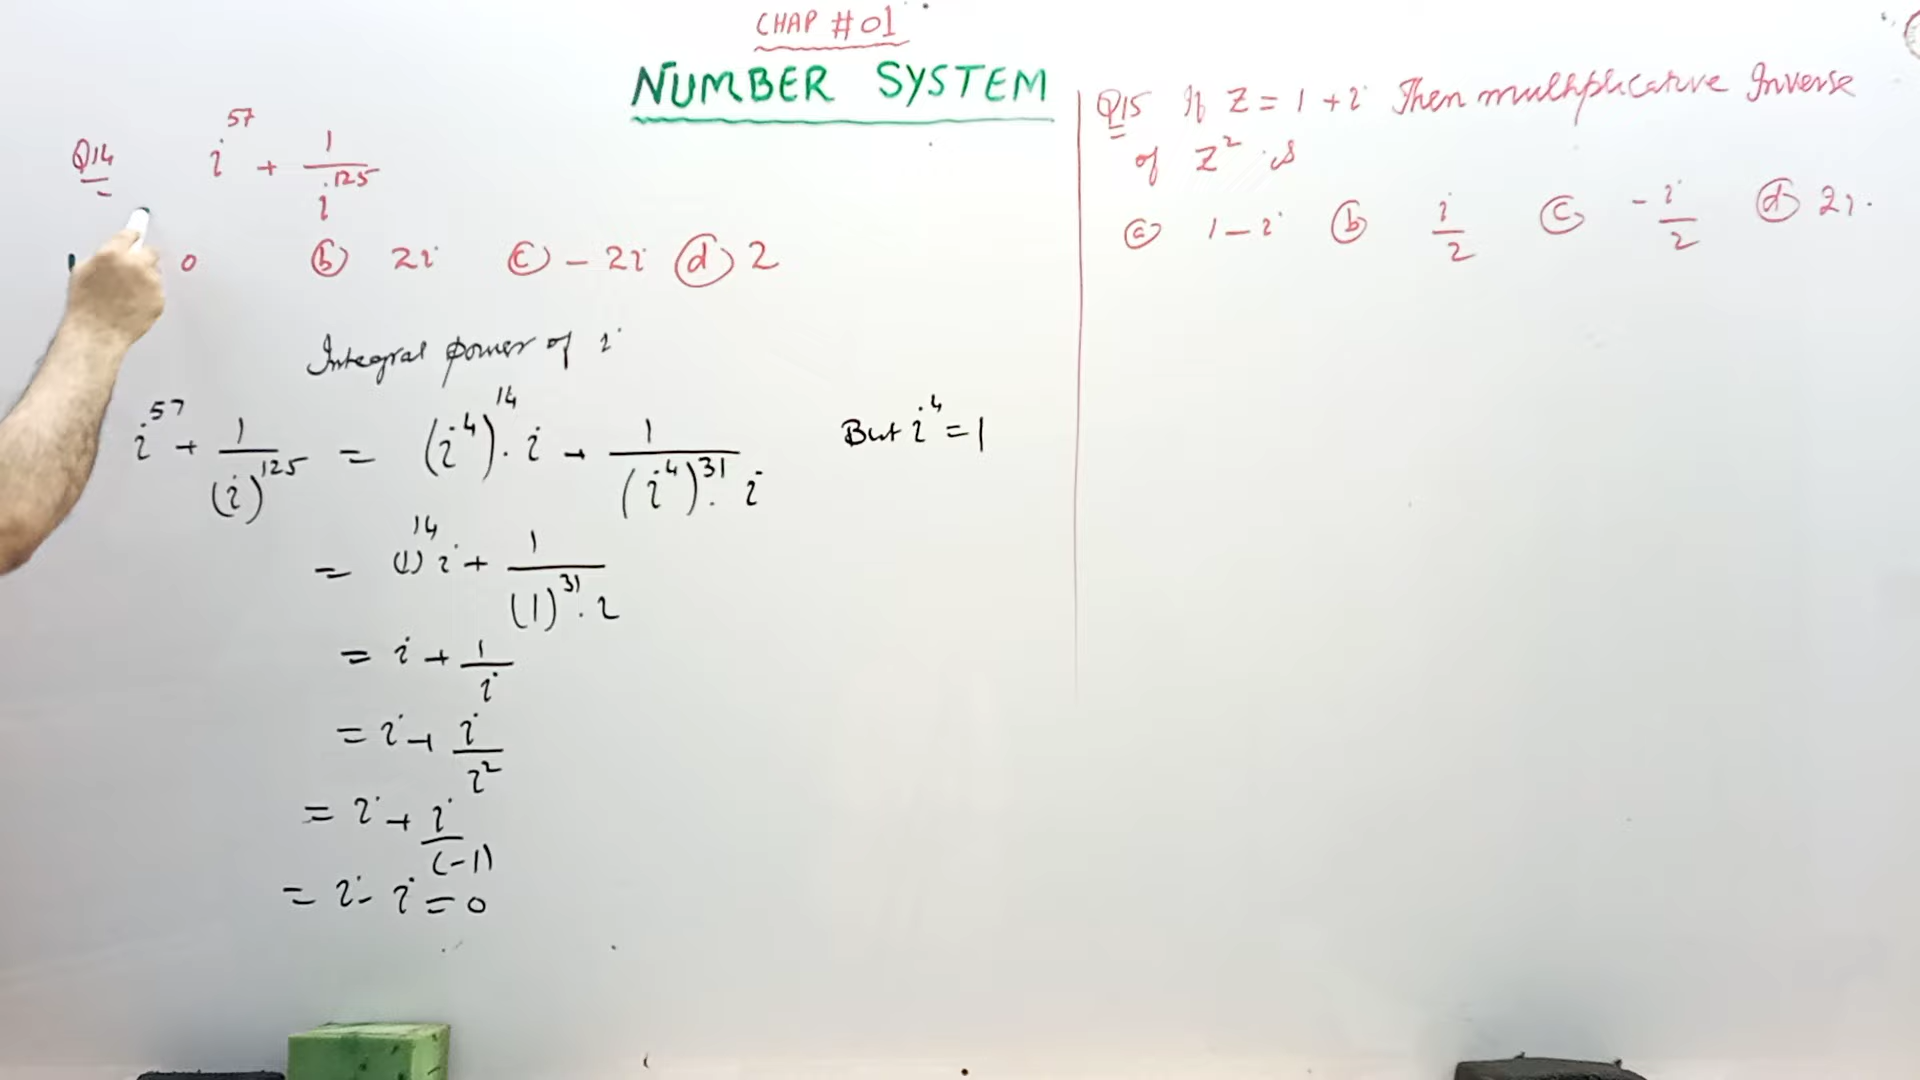 CHAP #01
NUMBER SYSTEM
Q14 i^57 + 1/i^125
0 (b) 2i (c) -2i (d) 2
Integral power of i
i^57 + 1/(i)^125 = (i^4)^14 . i + 1/((i^4)^31 . i) But i^4 = 1
= (1)^14 i + 1/((1)^31 . i)
= i + 1/i
= i + i/i^2
= i + i/(-1)
= i - i = 0
Q15 If Z = 1 + i Then multiplicative Inverse
of Z^2 is
(a) 1-i (b) i/2 (c) -i/2 (d) 2i.